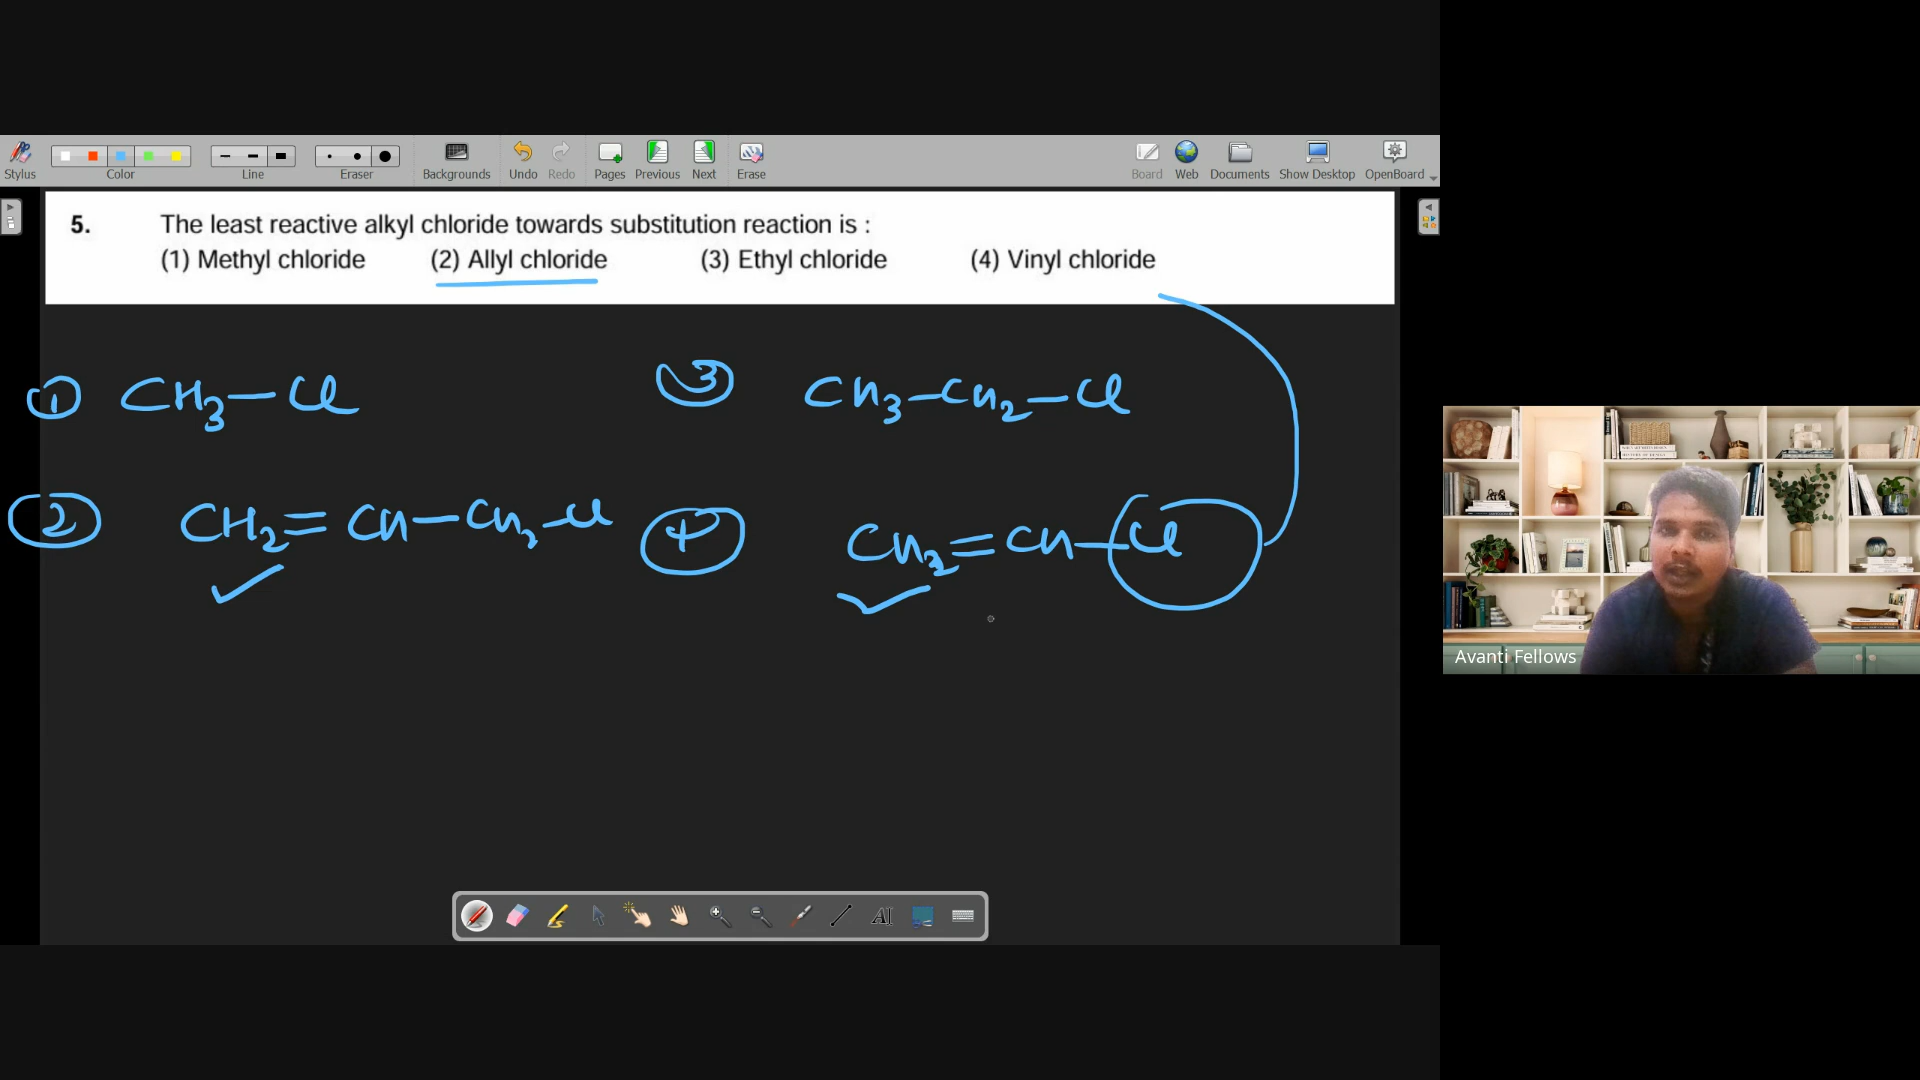 Stylus Color Line Eraser Backgrounds Undo Redo Pages Previous Next Erase Board Web Documents Show Desktop OpenBoard
5. The least reactive alkyl chloride towards substitution reaction is :
(1) Methyl chloride (2) Allyl chloride (3) Ethyl chloride (4) Vinyl chloride
① CH3-Cl ③ CH3-CH2-Cl
② CH2=CH-CH2-Cl ④ CH2=CH-Cl
Avanti Fellows